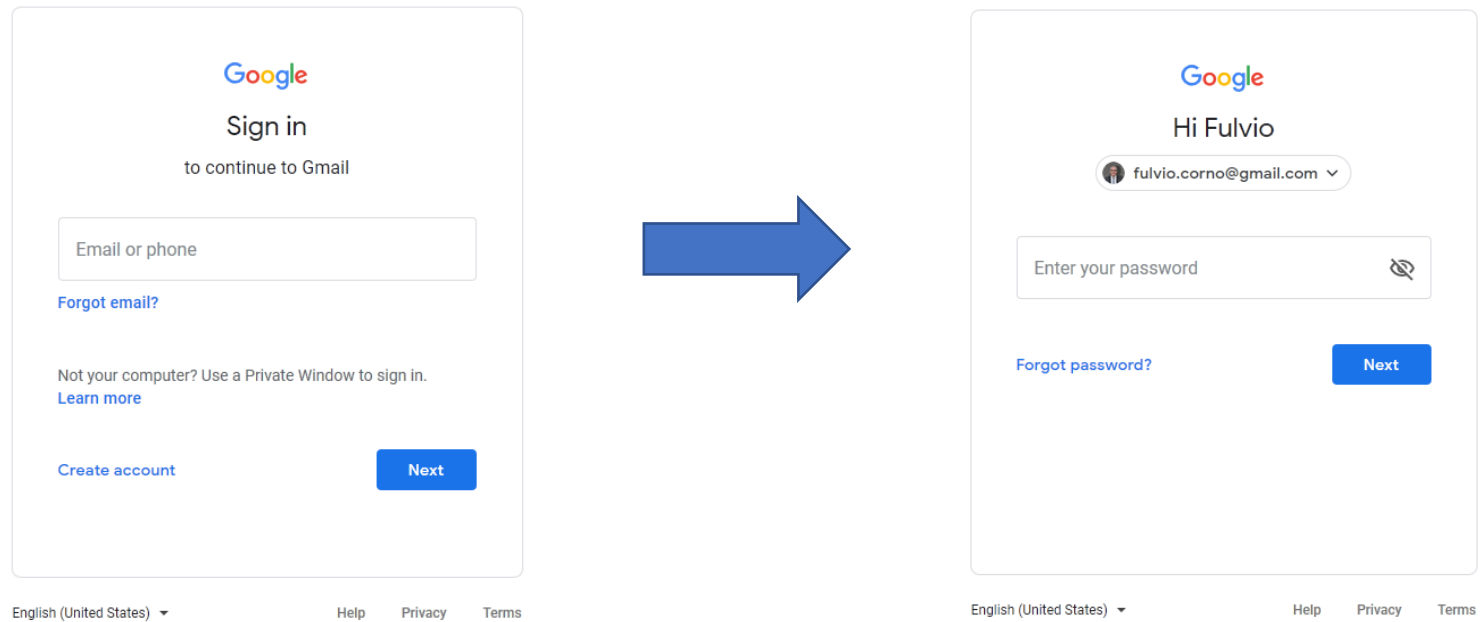 Google
Sign in
to continue to Gmail
Email or phone
Forgot email?
Not your computer? Use a Private Window to sign in.
Learn more
Create account
Next
English (United States)
Help
Privacy
Terms
Google
Hi Fulvio
fulvio.corno@gmail.com
Enter your password
Forgot password?
Next
English (United States)
Help
Privacy
Terms